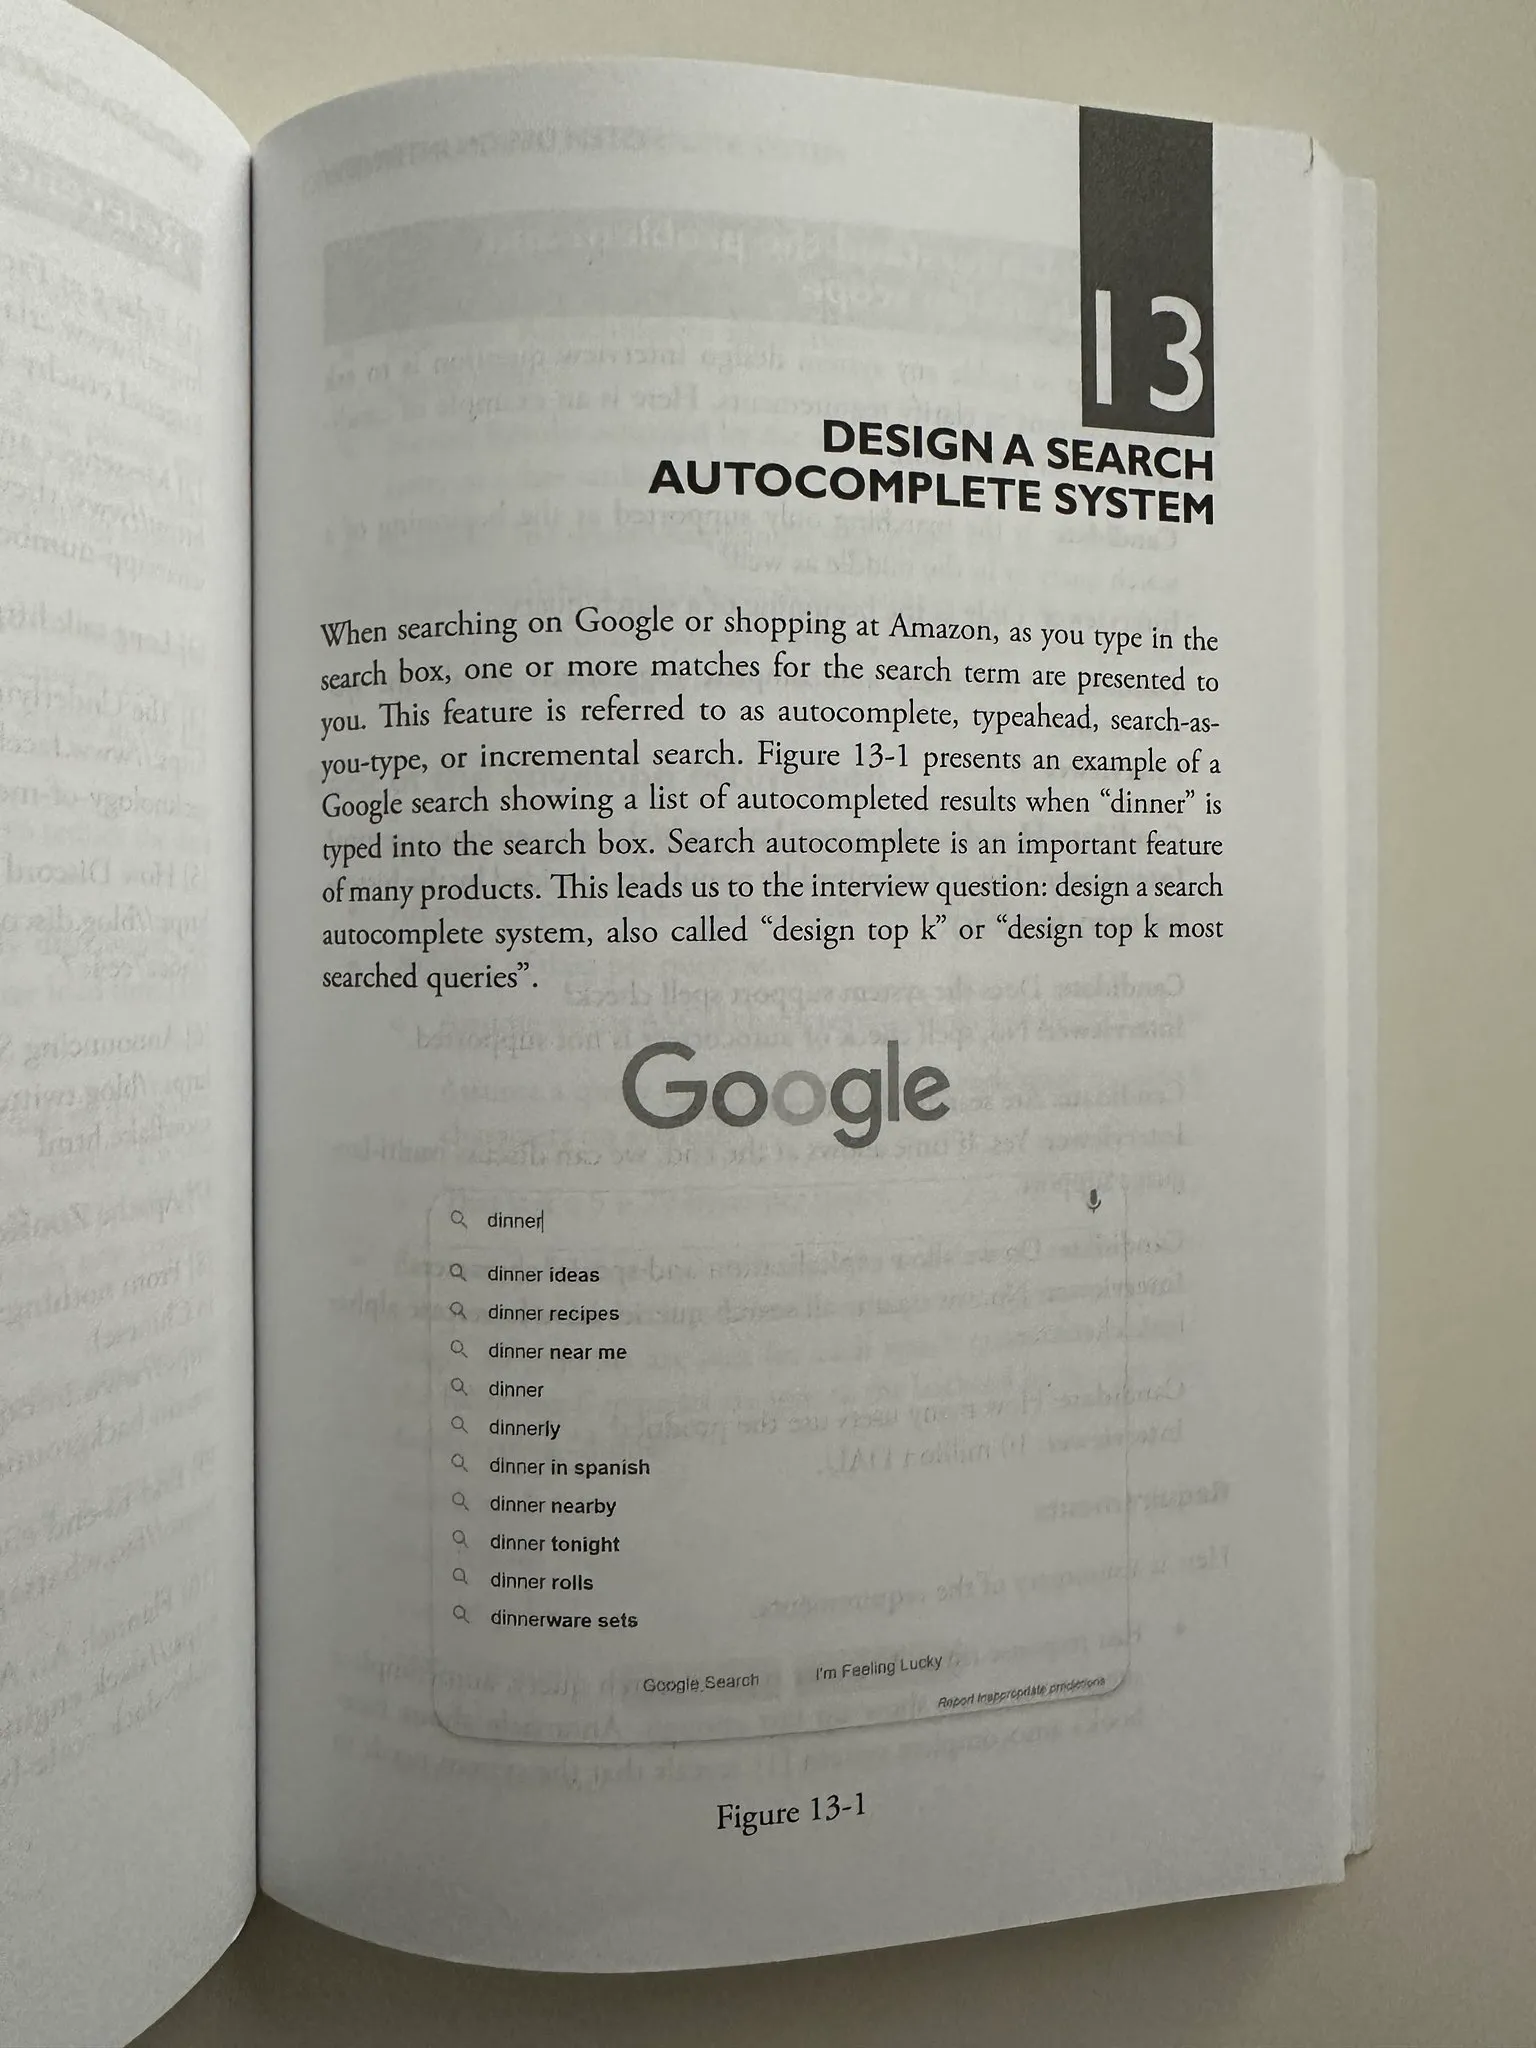 13
DESIGN A SEARCH
AUTOCOMPLETE SYSTEM
When searching on Google or shopping at Amazon, as you type in the
search box, one or more matches for the search term are presented to
you. This feature is referred to as autocomplete, typeahead, search-as-
you-type, or incremental search. Figure 13-1 presents an example of a
Google search showing a list of autocompleted results when “dinner” is
typed into the search box. Search autocomplete is an important feature
of many products. This leads us to the interview question: design a search
autocomplete system, also called “design top k” or “design top k most
searched queries”.
Google
dinner
dinner ideas
dinner recipes
dinner near me
dinner
dinnerly
dinner in spanish
dinner nearby
dinner tonight
dinner rolls
dinnerware sets
Google Search I'm Feeling Lucky
Report inappropriate predictions
Figure 13-1